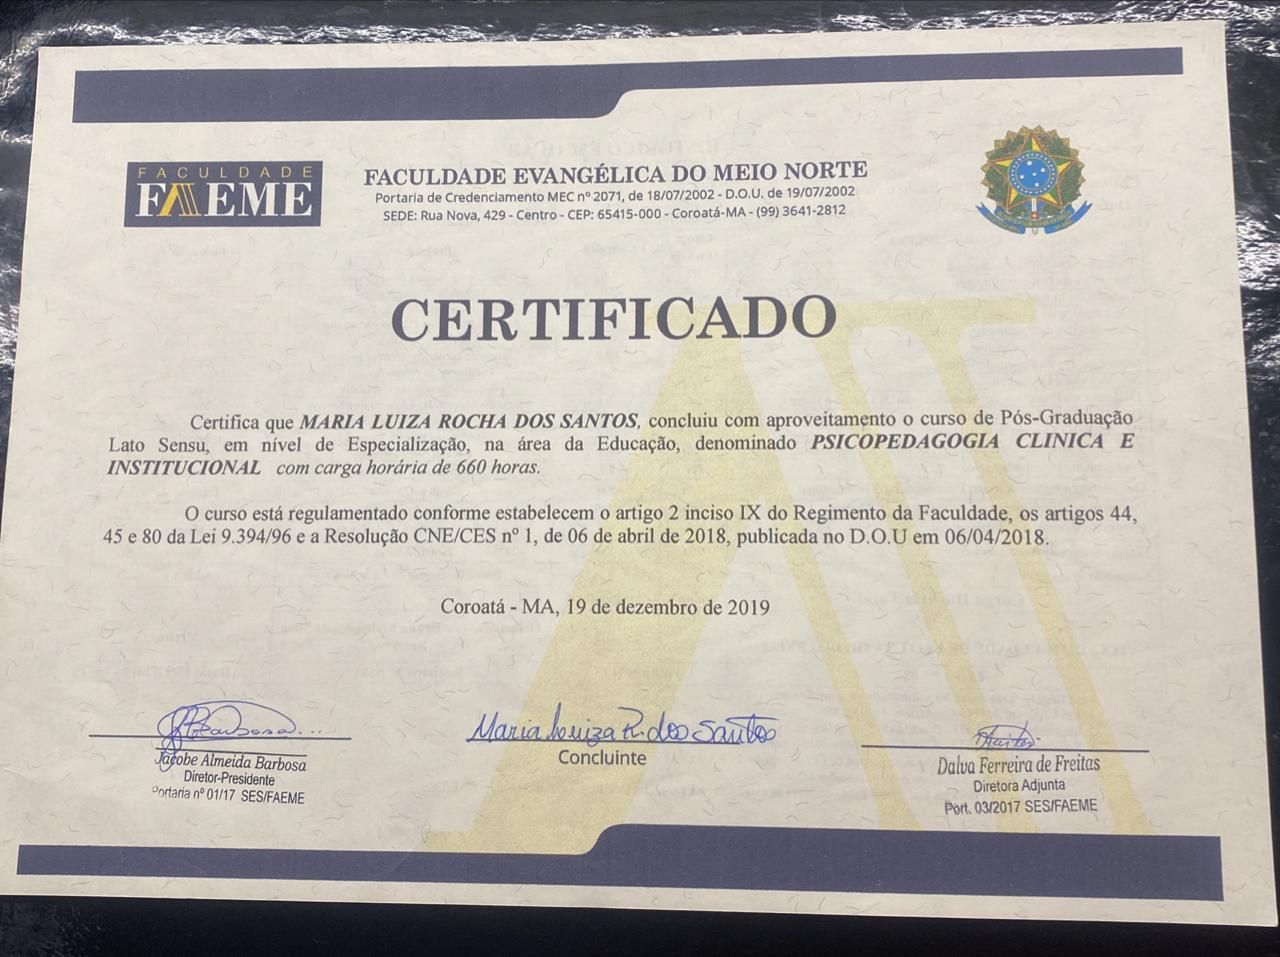 FACULDADE
FAEME
FACULDADE EVANGÉLICA DO MEIO NORTE
Portaria de Credenciamento MEC nº 2071, de 18/07/2002 - D.O.U. de 19/07/2002
SEDE: Rua Nova, 429 - Centro - CEP: 65415-000 - Coroatá-MA - (99) 3641-2812
CERTIFICADO
Certifica que MARIA LUIZA ROCHA DOS SANTOS, concluiu com aproveitamento o curso de Pós-Graduação
Lato Sensu, em nível de Especialização, na área da Educação, denominado PSICOPEDAGOGIA CLINICA E
INSTITUCIONAL com carga horária de 660 horas.
O curso está regulamentado conforme estabelecem o artigo 2 inciso IX do Regimento da Faculdade, os artigos 44,
45 e 80 da Lei 9.394/96 e a Resolução CNE/CES nº 1, de 06 de abril de 2018, publicada no D.O.U em 06/04/2018.
Coroatá - MA, 19 de dezembro de 2019
Jacobe Almeida Barbosa
Diretor-Presidente
Portaria nº 01/17 SES/FAEME
Maria Luiza R. dos Santos
Concluinte
Dalva Ferreira de Freitas
Diretora Adjunta
Port. 03/2017 SES/FAEME